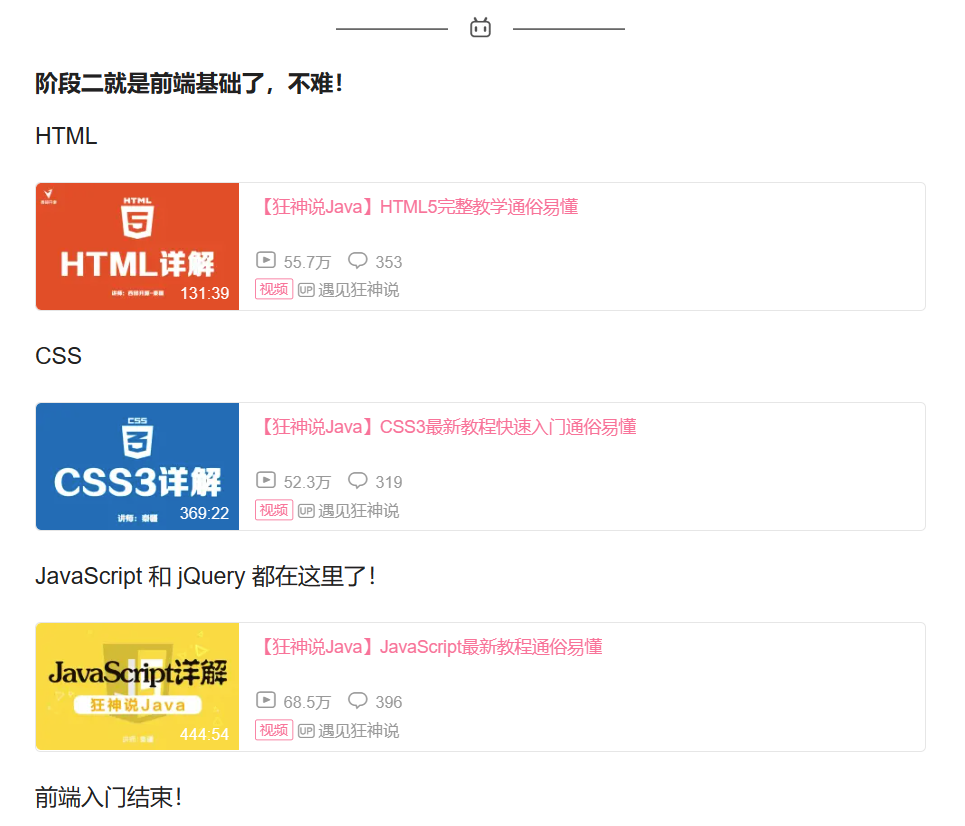 阶段二就是前端基础了，不难！
HTML
HTML
5
HTML详解
131:39
【狂神说Java】HTML5完整教学通俗易懂
55.7万 353
视频 UP 遇见狂神说
CSS
CSS
3
CSS3详解
369:22
【狂神说Java】CSS3最新教程快速入门通俗易懂
52.3万 319
视频 UP 遇见狂神说
JavaScript 和 jQuery 都在这里了！
JavaScript详解
狂神说Java
444:54
【狂神说Java】JavaScript最新教程通俗易懂
68.5万 396
视频 UP 遇见狂神说
前端入门结束！